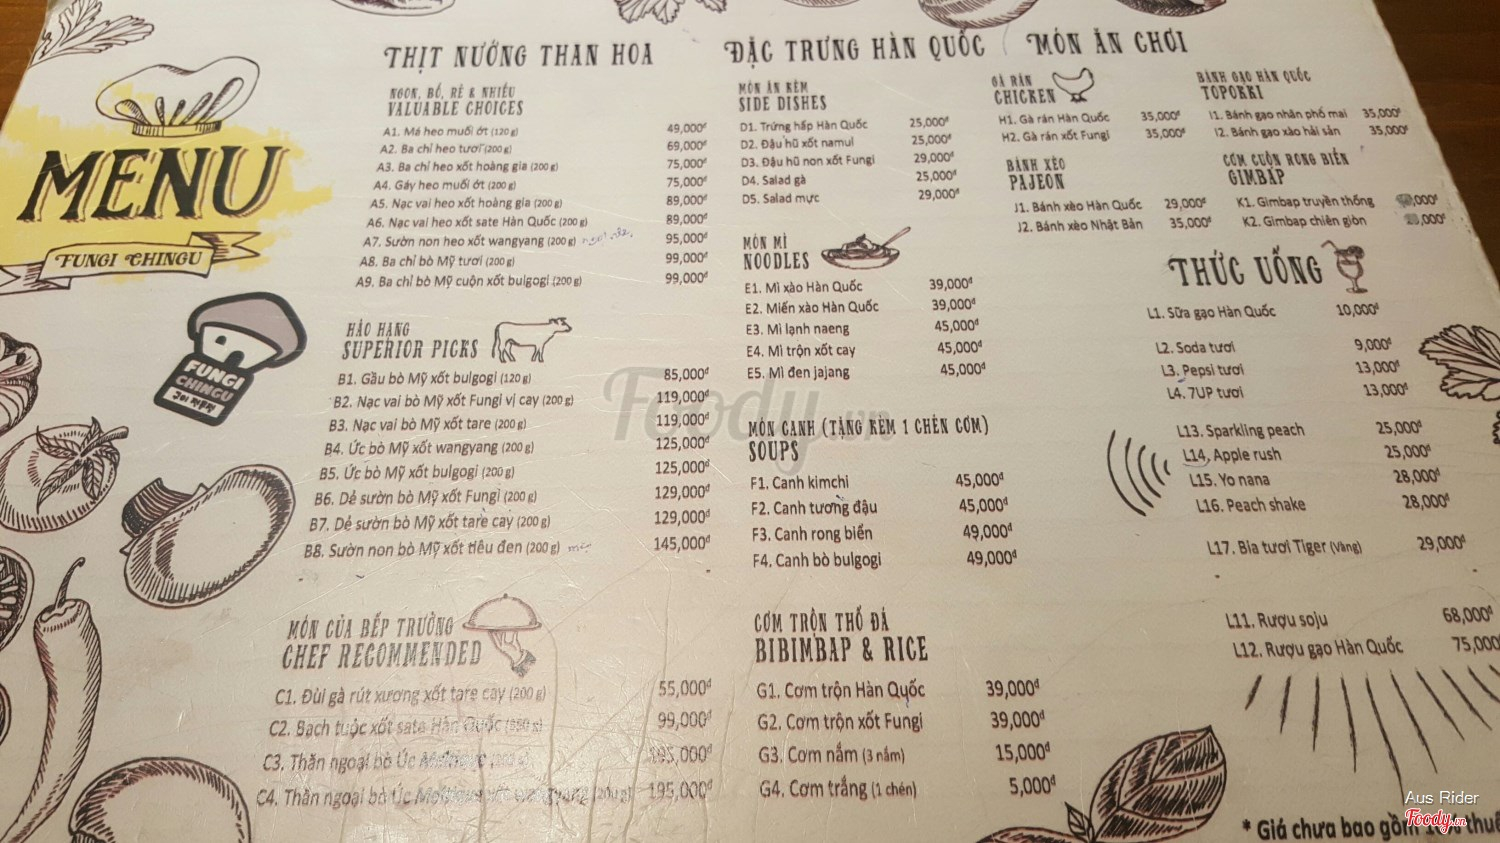 MENU
FUNGI CHINGU
FUNGI
CHINGU
THỊT NƯỚNG THAN HOA
NGON, BỔ, RẺ & NHIỀU
VALUABLE CHOICES
A1. Má heo muối ớt (120 g) 49,000đ
A2. Ba chỉ heo tươi (200 g) 69,000đ
A3. Ba chỉ heo xốt hoàng gia (200 g) 75,000đ
A4. Gáy heo muối ớt (200 g) 75,000đ
A5. Nạc vai heo xốt hoàng gia (200 g) 89,000đ
A6. Nạc vai heo xốt sate Hàn Quốc (200 g) 89,000đ
A7. Sườn non heo xốt wangyang (200 g) 95,000đ
A8. Ba chỉ bò Mỹ tươi (200 g) 99,000đ
A9. Ba chỉ bò Mỹ cuộn xốt bulgogi (200 g) 99,000đ
HẢO HẠNG
SUPERIOR PICKS
B1. Gầu bò Mỹ xốt bulgogi (120 g) 85,000đ
B2. Nạc vai bò Mỹ xốt Fungi vị cay (200 g) 119,000đ
B3. Nạc vai bò Mỹ xốt tare (200 g) 119,000đ
B4. Ức bò Mỹ xốt wangyang (200 g) 125,000đ
B5. Ức bò Mỹ xốt bulgogi (200 g) 125,000đ
B6. Dẻ sườn bò Mỹ xốt Fungi (200 g) 129,000đ
B7. Dẻ sườn bò Mỹ xốt tare cay (200 g) 129,000đ
B8. Sườn non bò Mỹ xốt tiêu đen (200 g) 145,000đ
MÓN CỦA BẾP TRƯỞNG
CHEF RECOMMENDED
C1. Đùi gà rút xương xốt tare cay (200 g) 55,000đ
C2. Bạch tuộc xốt sate Hàn Quốc 99,000đ
C3. Thăn ngoại bò Úc 195,000đ
C4. Thăn ngoại bò Úc xốt wangyang (200 g) 195,000đ
ĐẶC TRƯNG HÀN QUỐC
MÓN ĂN KÈM
SIDE DISHES
D1. Trứng hấp Hàn Quốc 25,000đ
D2. Đậu hũ xốt namul 25,000đ
D3. Đậu hũ non xốt Fungi 29,000đ
D4. Salad gà 25,000đ
D5. Salad mực 29,000đ
MÓN MÌ
NOODLES
E1. Mì xào Hàn Quốc 39,000đ
E2. Miến xào Hàn Quốc 39,000đ
E3. Mì lạnh naeng 45,000đ
E4. Mì trộn xốt cay 45,000đ
E5. Mì đen jajang 45,000đ
MÓN CANH (TẶNG KÈM 1 CHÉN CƠM)
SOUPS
F1. Canh kimchi 45,000đ
F2. Canh tương đậu 45,000đ
F3. Canh rong biển 49,000đ
F4. Canh bò bulgogi 49,000đ
CƠM TRỘN THỐ ĐÁ
BIBIMBAP & RICE
G1. Cơm trộn Hàn Quốc 39,000đ
G2. Cơm trộn xốt Fungi 39,000đ
G3. Cơm nắm (3 nắm) 15,000đ
G4. Cơm trắng (1 chén) 5,000đ
MÓN ĂN CHƠI
GÀ RÁN
CHICKEN
H1. Gà rán Hàn Quốc 35,000đ
H2. Gà rán xốt Fungi 35,000đ
BÁNH XÈO
PAJEON
J1. Bánh xèo Hàn Quốc 29,000đ
J2. Bánh xèo Nhật Bản 35,000đ
BÁNH GẠO HÀN QUỐC
TOPOKKI
I1. Bánh gạo nhân phô mai 35,000đ
I2. Bánh gạo xào hải sản 35,000đ
CƠM CUỘN RONG BIỂN
GIMBAP
K1. Gimbap truyền thống ,000đ
K2. Gimbap chiên giòn ,000đ
THỨC UỐNG
L1. Sữa gạo Hàn Quốc 10,000đ
L2. Soda tươi 9,000đ
L3. Pepsi tươi 13,000đ
L4. 7UP tươi 13,000đ
L13. Sparkling peach 25,000đ
L14. Apple rush 25,000đ
L15. Yo nana 28,000đ
L16. Peach shake 28,000đ
L17. Bia tươi Tiger (Vàng) 29,000đ
L11. Rượu soju 68,000đ
L12. Rượu gạo Hàn Quốc 75,000
* Giá chưa bao gồm 10% thuế
Foody.vn
Aus Rider
Foody.vn